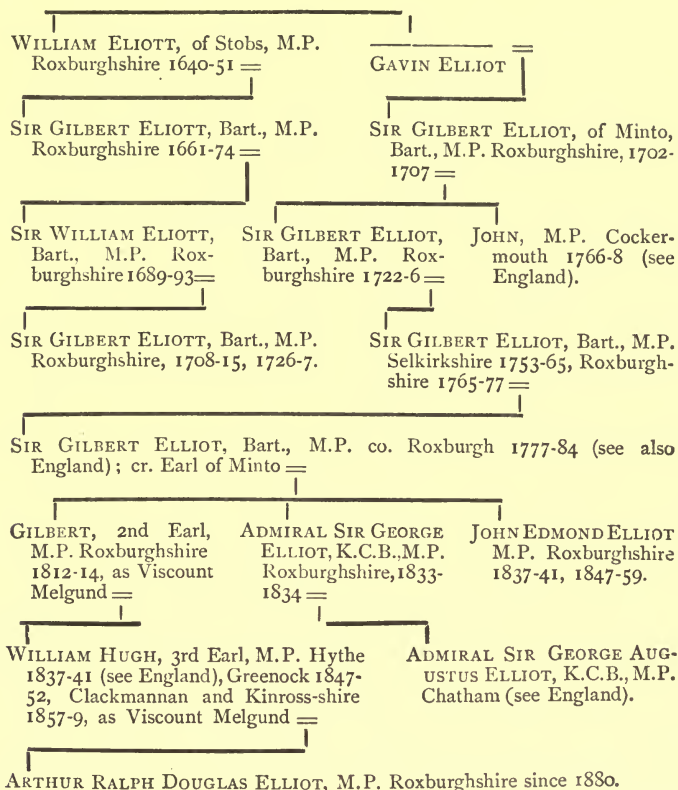 WILLIAM ELIOTT, of Stobs, M.P.
Roxburghshire 1640-51 =
GAVIN ELLIOT =
SIR GILBERT ELIOTT, Bart., M.P.
Roxburghshire 1661-74 =
SIR GILBERT ELLIOT, of Minto,
Bart., M.P. Roxburghshire, 1702-
1707 =
SIR WILLIAM ELIOTT,
Bart., M.P. Rox-
burghshire 1689-93=
SIR GILBERT ELLIOT,
Bart., M.P. Rox-
burghshire 1722-6=
JOHN, M.P. Cocker-
mouth 1766-8 (see
England).
SIR GILBERT ELIOTT, Bart., M.P.
Roxburghshire, 1708-15, 1726-7.
SIR GILBERT ELLIOT, Bart., M.P.
Selkirkshire 1753-65, Roxburgh-
shire 1765-77 =
SIR GILBERT ELLIOT, Bart., M.P. co. Roxburgh 1777-84 (see also
England); cr. Earl of Minto =
GILBERT, 2nd Earl,
M.P. Roxburghshire
1812-14, as Viscount
Melgund =
ADMIRAL SIR GEORGE
ELLIOT, K.C.B., M.P.
Roxburghshire, 1833-
1834 =
JOHN EDMOND ELLIOT
M.P. Roxburghshire
1837-41, 1847-59.
WILLIAM HUGH, 3rd Earl, M.P. Hythe
1837-41 (see England), Greenock 1847-
52, Clackmannan and Kinross-shire
1857-9, as Viscount Melgund =
ADMIRAL SIR GEORGE AUG-
USTUS ELLIOT, K.C.B., M.P.
Chatham (see England).
ARTHUR RALPH DOUGLAS ELLIOT, M.P. Roxburghshire since 1880.